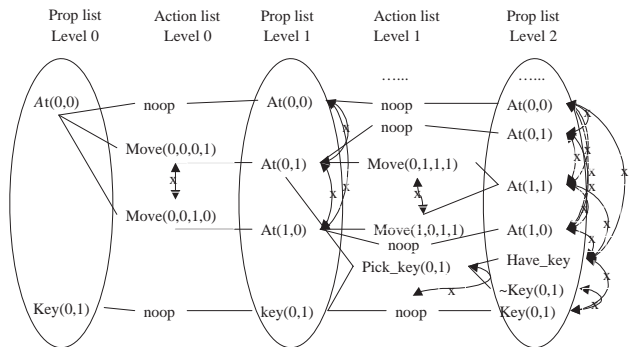 Prop list Action list Prop list Action list Prop list
Level 0 Level 0 Level 1 Level 1 Level 2
…... …...
At(0,0) noop At(0,0) noop At(0,0)
noop At(0,1)
x x
Move(0,0,0,1) At(0,1) Move(0,1,1,1)
x x x At(1,1) x x
Move(0,0,1,0) At(1,0) Move(1,0,1,1) At(1,0) x
noop
Pick_key(0,1) Have_key
x ~Key(0,1) x
Key(0,1) noop key(0,1) noop Key(0,1) x